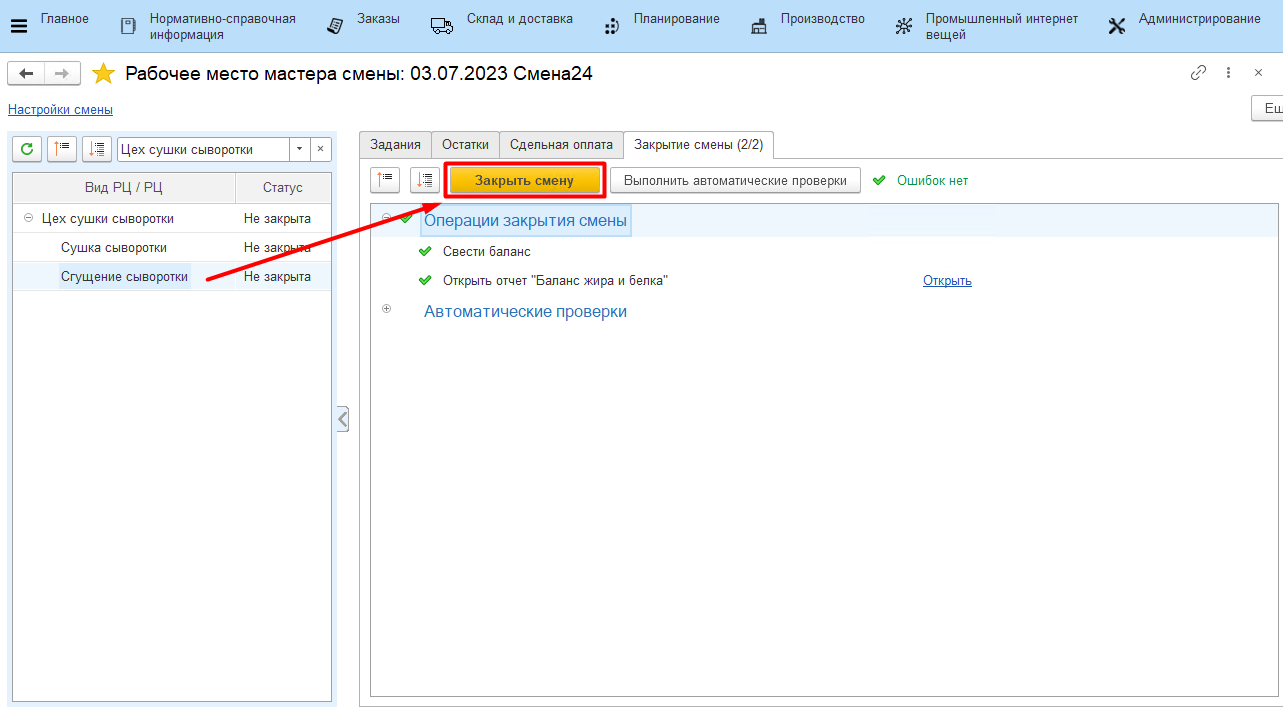 Главное
Нормативно-справочная
информация
Заказы
Склад и доставка
Планирование
Производство
Промышленный интернет
вещей
Администрирование
Рабочее место мастера смены: 03.07.2023 Смена24
Настройки смены
Ещ
Цех сушки сыворотки
Вид РЦ / РЦ Статус
Цех сушки сыворотки Не закрыта
Сушка сыворотки Не закрыта
Сгущение сыворотки Не закрыта
Задания Остатки Сдельная оплата Закрытие смены (2/2)
Закрыть смену Выполнить автоматические проверки Ошибок нет
Операции закрытия смены
Свести баланс
Открыть отчет "Баланс жира и белка" Открыть
Автоматические проверки